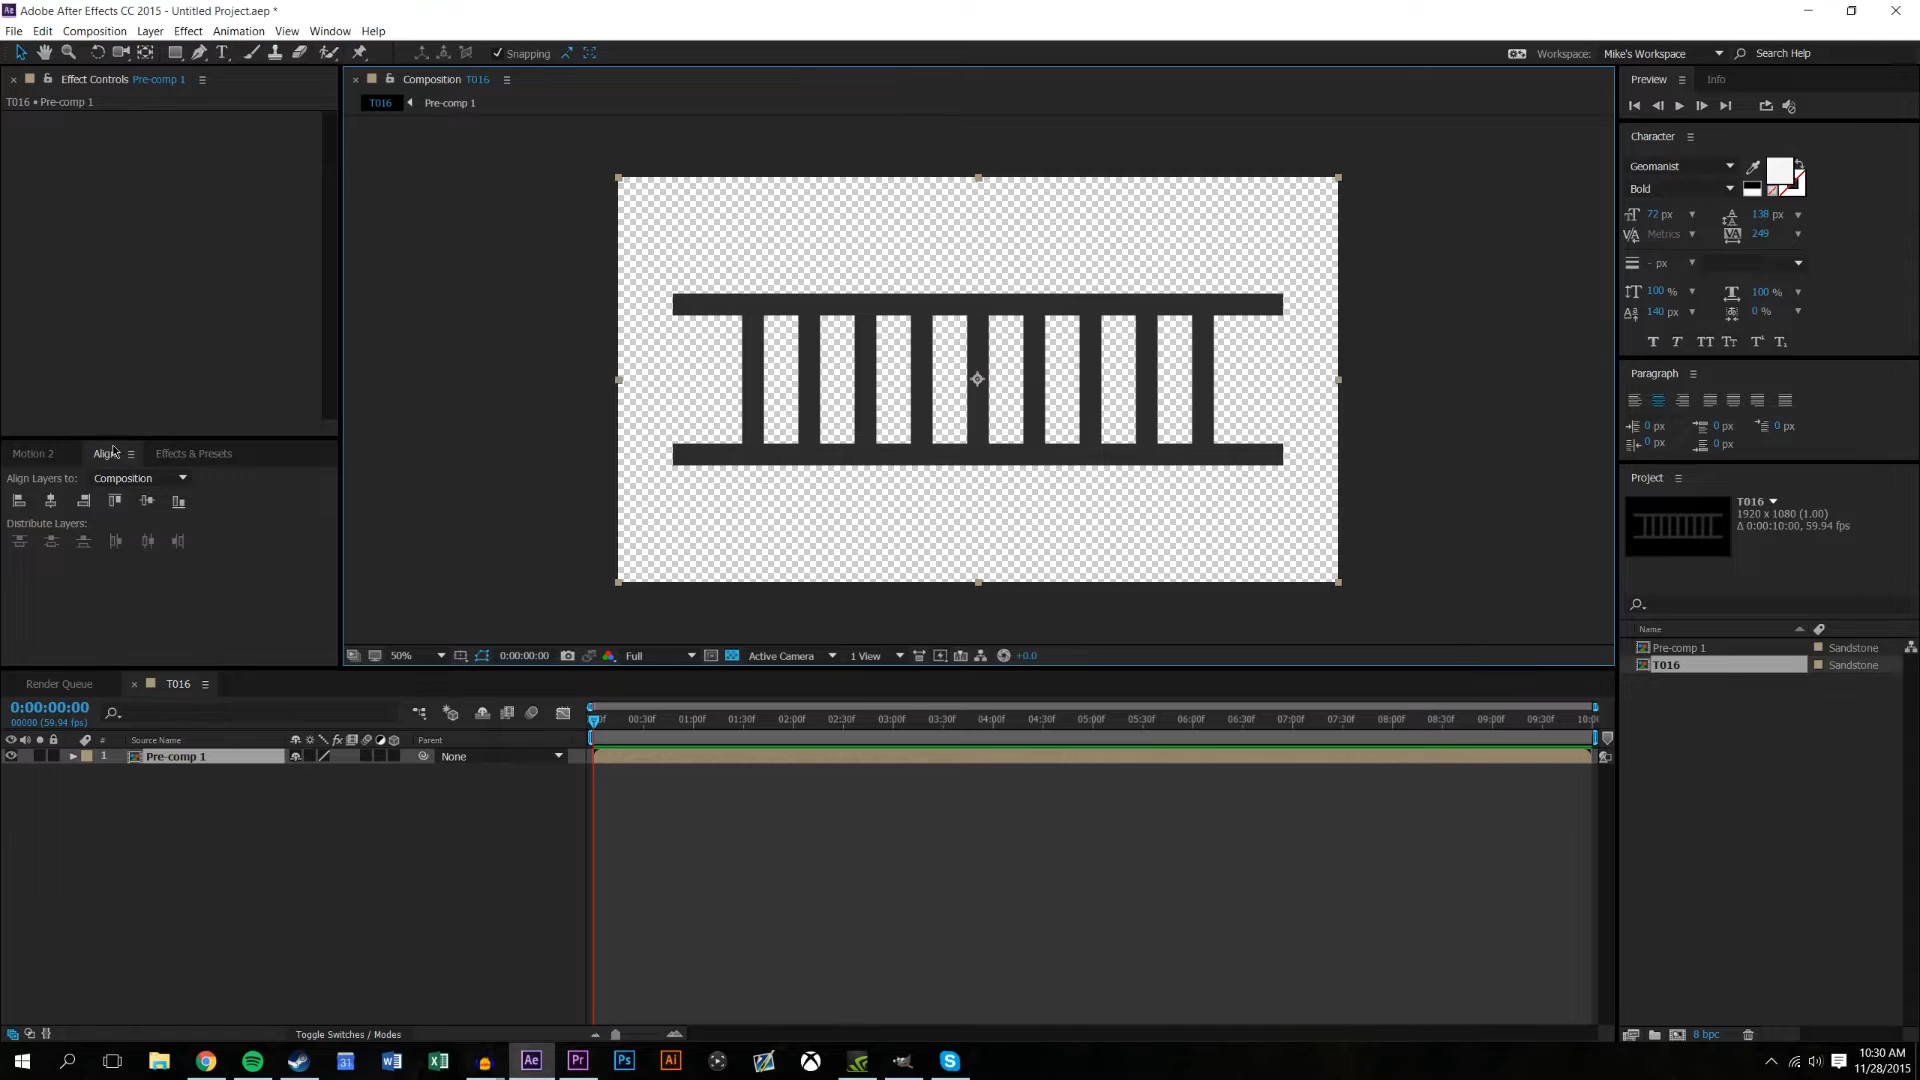 Adobe After Effects CC 2015 - Untitled Project.aep *
File Edit Composition Layer Effect Animation View Window Help
Snapping
Workspace: Mike's Workspace Search Help
Effect Controls Pre-comp 1
T016 • Pre-comp 1
Composition T016
T016 Pre-comp 1
Preview Info
Character
Geomanist
Bold
72 px 138 px
Metrics 249
- px
100 % 100 %
140 px 0 %
Paragraph
0 px 0 px 0 px
0 px 0 px
Motion 2 Align Effects & Presets
Align Layers to: Composition
Distribute Layers:
Project
T016
1920 x 1080 (1.00)
Δ 0:00:10:00, 59.94 fps
Name
Pre-comp 1 Sandstone
T016 Sandstone
50% 0:00:00:00 Full Active Camera 1 View +0.0
Render Queue T016
0:00:00:00
00000 (59.94 fps)
00:30f 01:00f 01:30f 02:00f 02:30f 03:00f 03:30f 04:00f 04:30f 05:00f 05:30f 06:00f 06:30f 07:00f 07:30f 08:00f 08:30f 09:00f 09:30f
# Source Name Parent
1 Pre-comp 1 None
Toggle Switches / Modes
8 bpc
31 Ae Pr Ps Ai
10:30 AM
11/28/2015